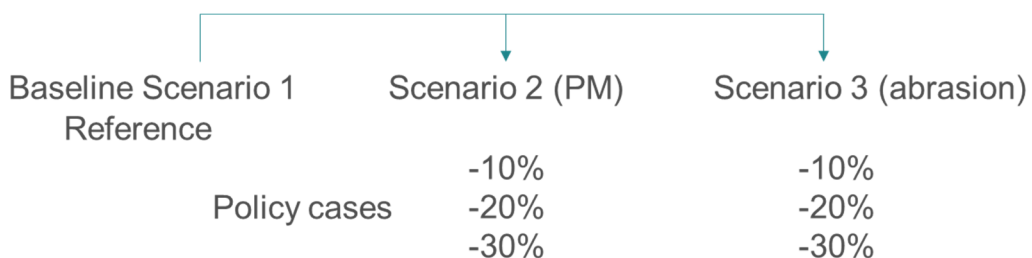 Baseline Scenario 1 Scenario 2 (PM) Scenario 3 (abrasion)
Reference
-10% -10%
Policy cases -20% -20%
-30% -30%